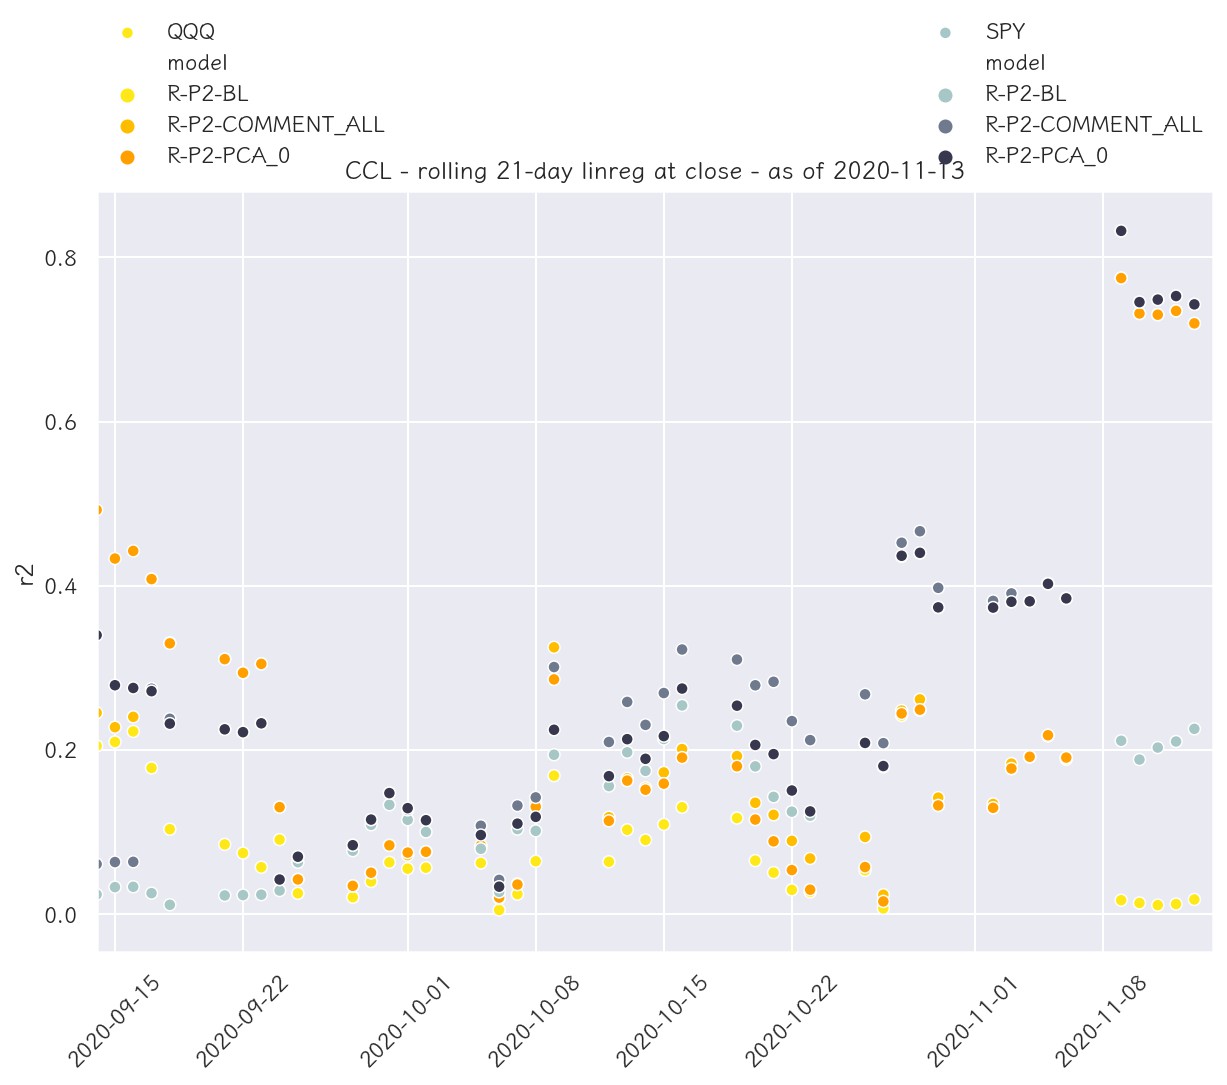 QQQ
model
R-P2-BL
R-P2-COMMENT_ALL
R-P2-PCA_0
SPY
model
R-P2-BL
R-P2-COMMENT_ALL
R-P2-PCA_0
CCL - rolling 21-day linreg at close - as of 2020-11-13
r2
0.8
0.6
0.4
0.2
0.0
2020-09-15
2020-09-22
2020-10-01
2020-10-08
2020-10-15
2020-10-22
2020-11-01
2020-11-08